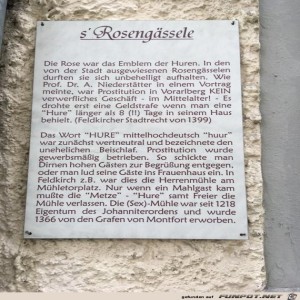 s' Rosengässele
Die Rose war das Emblem der Huren. In den
von der Stadt ausgewiesenen Rosengässelen
durften sie sich unbehelligt aufhalten. Wie
Prof. Dr. A. Niederstätter in einem Vortrag
meinte, war Prostitution in Vorarlberg KEIN
verwerfliches Geschäft - im Mittelalter! - Es
drohte erst eine Geldstrafe wenn man eine
"Hure" länger als 8 (!!) Tage in seinem Haus
behielt. (Feldkircher Stadtrecht von 1399)
Das Wort "HURE" mittelhochdeutsch "huur"
war zunächst wertneutral und bezeichnete den
unehelichen Beischlaf. Prostitution wurde
gewerbsmäßig betrieben. So schickte man
Dirnen hohen Gästen zur Begrüßung entgegen,
oder man lud seine Gäste ins Frauenhaus ein. In
Feldkirch z.B. war dies die Herrenmühle am
Mühletorplatz. Nur wenn ein Mahlgast kam
mußte die "Metze" - "Hure" samt Freier die
Mühle verlassen. Die (Sex)-Mühle war seit 1218
Eigentum des Johanniterordens und wurde
1366 von den Grafen von Montfort erworben.
gefunden auf FUNPOT.NET